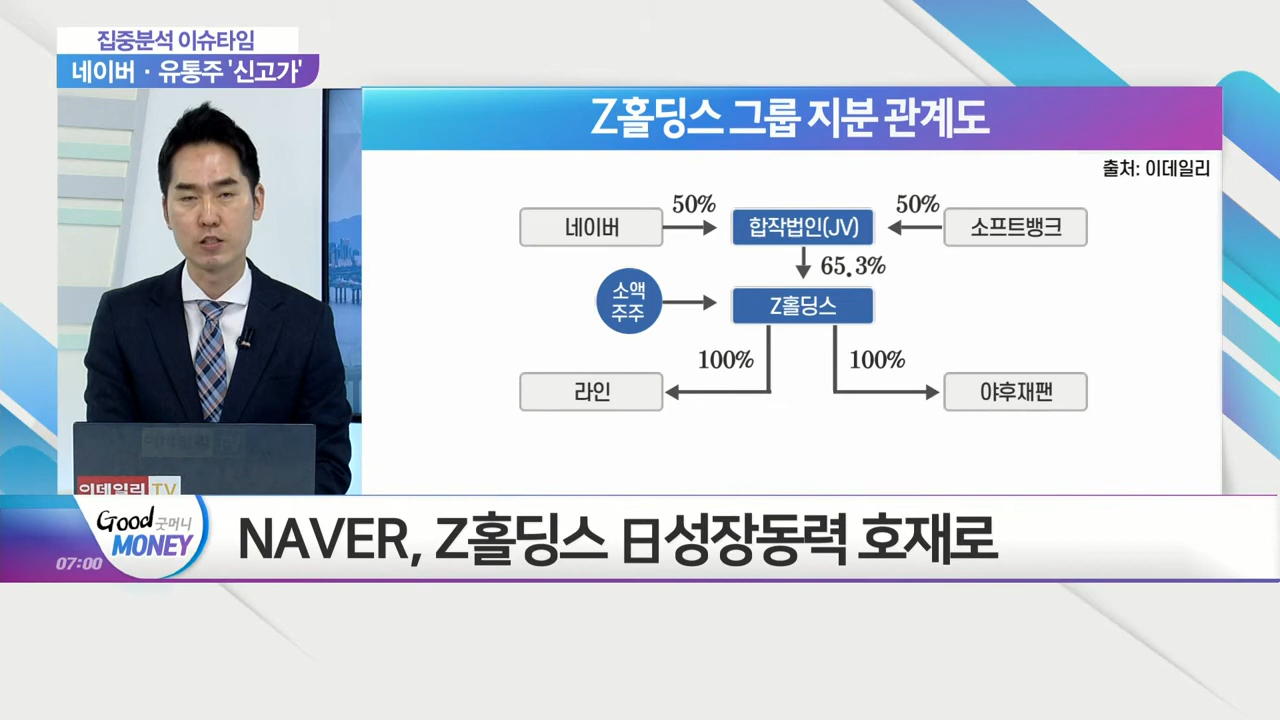 집중분석 이슈타임
네이버 · 유통주 '신고가'
Z홀딩스 그룹 지분 관계도
출처: 이데일리
50%
50%
네이버
합작법인(JV)
소프트뱅크
65.3%
소액
주주
Z홀딩스
100%
100%
라인
야후재팬
이데일리TV
Good 굿머니
MONEY
07:00
NAVER, Z홀딩스 日성장동력 호재로